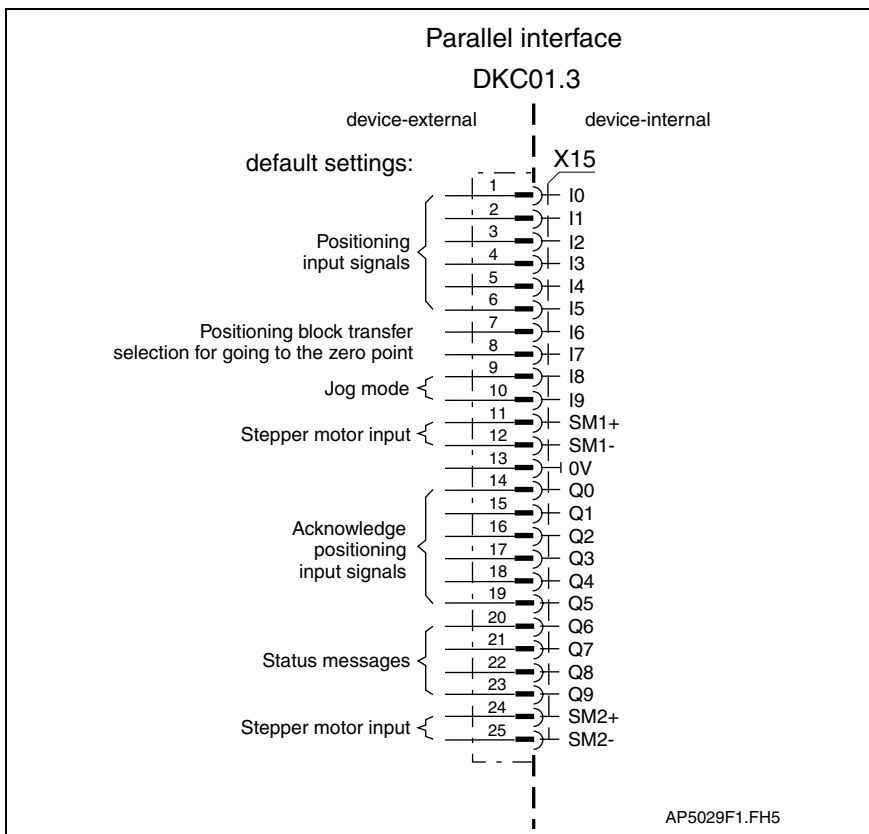 Parallel interface
DKC01.3
device-external device-internal
default settings: X15
1 I0
2 I1
3 I2
Positioning
input signals
4 I3
5 I4
6 I5
Positioning block transfer
7 I6
selection for going to the zero point
8 I7
9 I8
Jog mode
10 I9
11 SM1+
Stepper motor input
12 SM1-
13 0V
14 Q0
15 Q1
Acknowledge
positioning
input signals
16 Q2
17 Q3
18 Q4
19 Q5
20 Q6
21 Q7
Status messages
22 Q8
23 Q9
24 SM2+
Stepper motor input
25 SM2-
AP5029F1.FH5